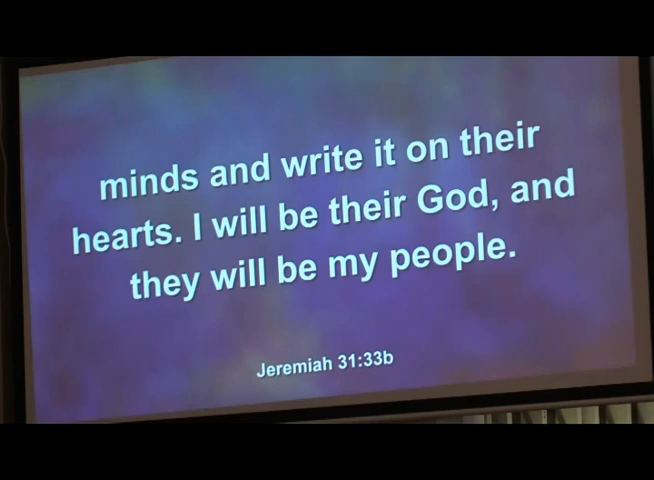 minds and write it on their
hearts. I will be their God, and
they will be my people.
Jeremiah 31:33b